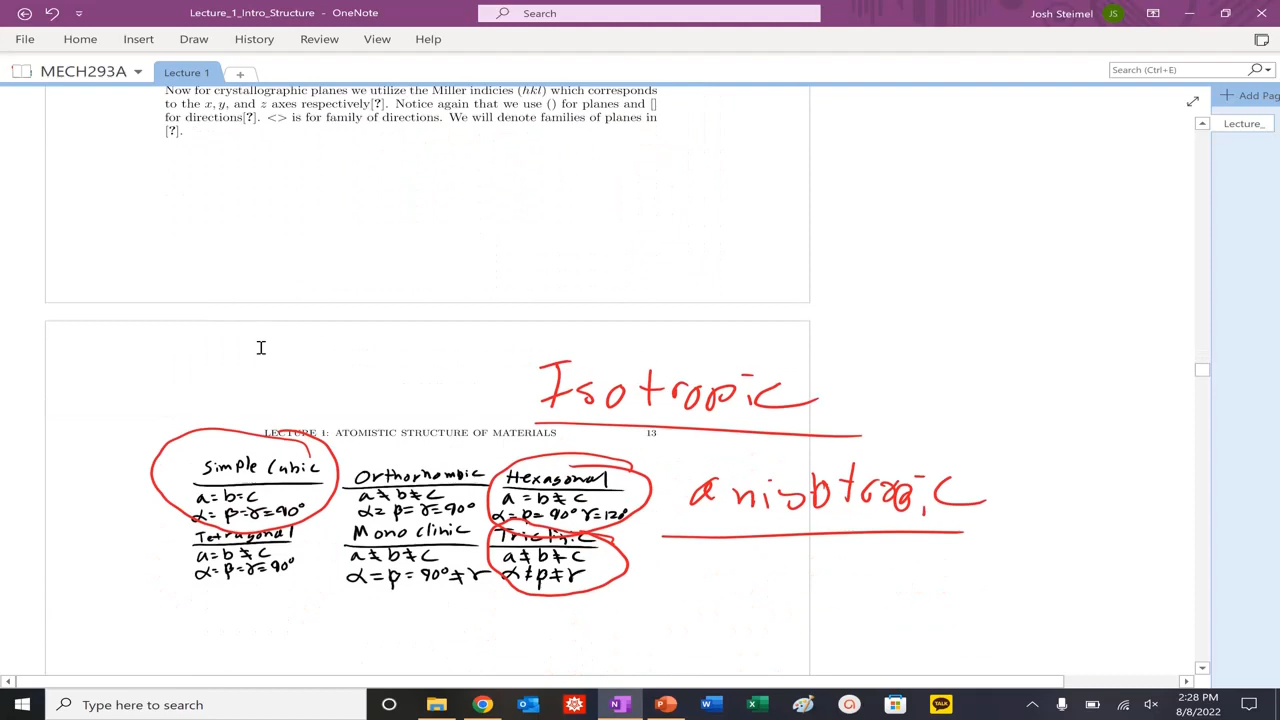 Lecture_1_Intro_Structure - OneNote
Search
Josh Steimel
JS
File Home Insert Draw History Review View Help
MECH293A
Lecture 1
Search (Ctrl+E)
Add Pag
Lecture_
Now for crystallographic planes we utilize the Miller indicies (hkl) which corresponds
to the x, y, and z axes respectively[?]. Notice again that we use () for planes and []
for directions[?]. <> is for family of directions. We will denote families of planes in
[?].
Isotropic
LECTURE 4: ATOMISTIC STRUCTURE OF MATERIALS 13
anisotropic
Simple Cubic
a=b=c
α=β=γ=90°
Orthorhombic
a≠b≠c
α=β=γ=90°
Hexagonal
a=b≠c
α=β=90° γ=120°
Tetragonal
a=b≠c
α=β=γ=90°
Monoclinic
a≠b≠c
α=β=90°≠γ
Triclinic
a≠b≠c
α≠β≠γ
Type here to search
TALK
2:28 PM
8/8/2022